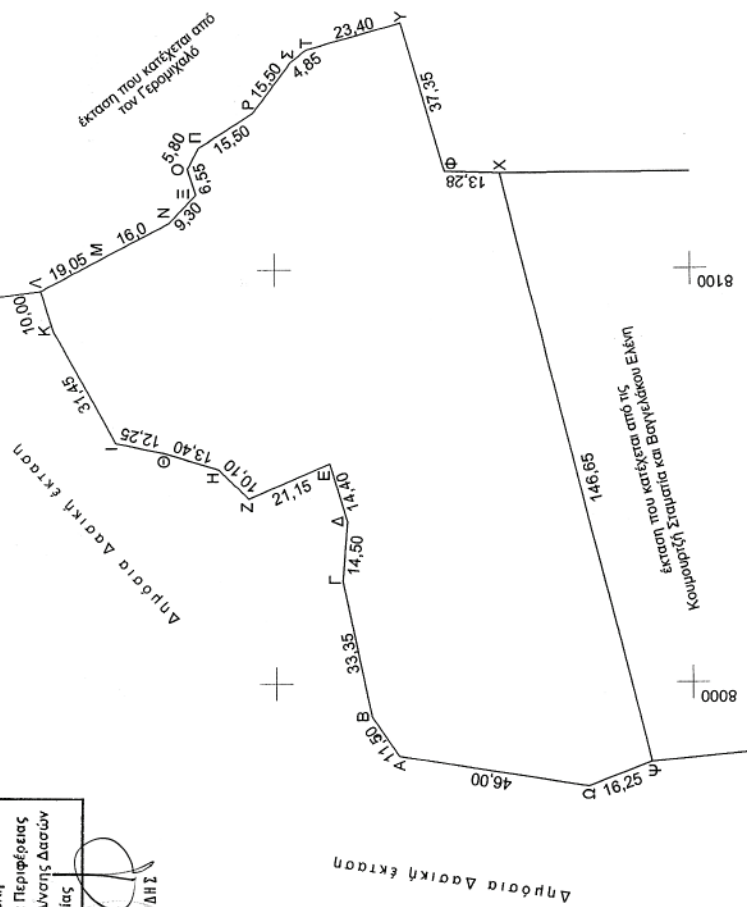 έκταση που κατέχεται από
τον Γερομιχαλό
Υ
23,40
Τ
Σ
4,85
15,50
Ρ
15,50
Π
5,80
Ο
6,55
Ξ
9,30
Ν
16,0
Μ
19,05
Λ
10,00
Κ
31,45
Ι
12,25
Θ
13,40
Η
10,10
Ζ
21,15
Ε
14,40
Δ
14,50
Γ
33,35
Β
11,50
Α
46,00
Ω
16,25
Ψ
146,65
Χ
13,28
Φ
37,35
Δημόσια Δασική έκταση
Δημόσια Δασική έκταση
έκταση που κατέχεται από τις
Κουμουρτζή Σταματία και Βαγγελάκου Ελένη
8100
8000
Περιφέρειας
Δασών